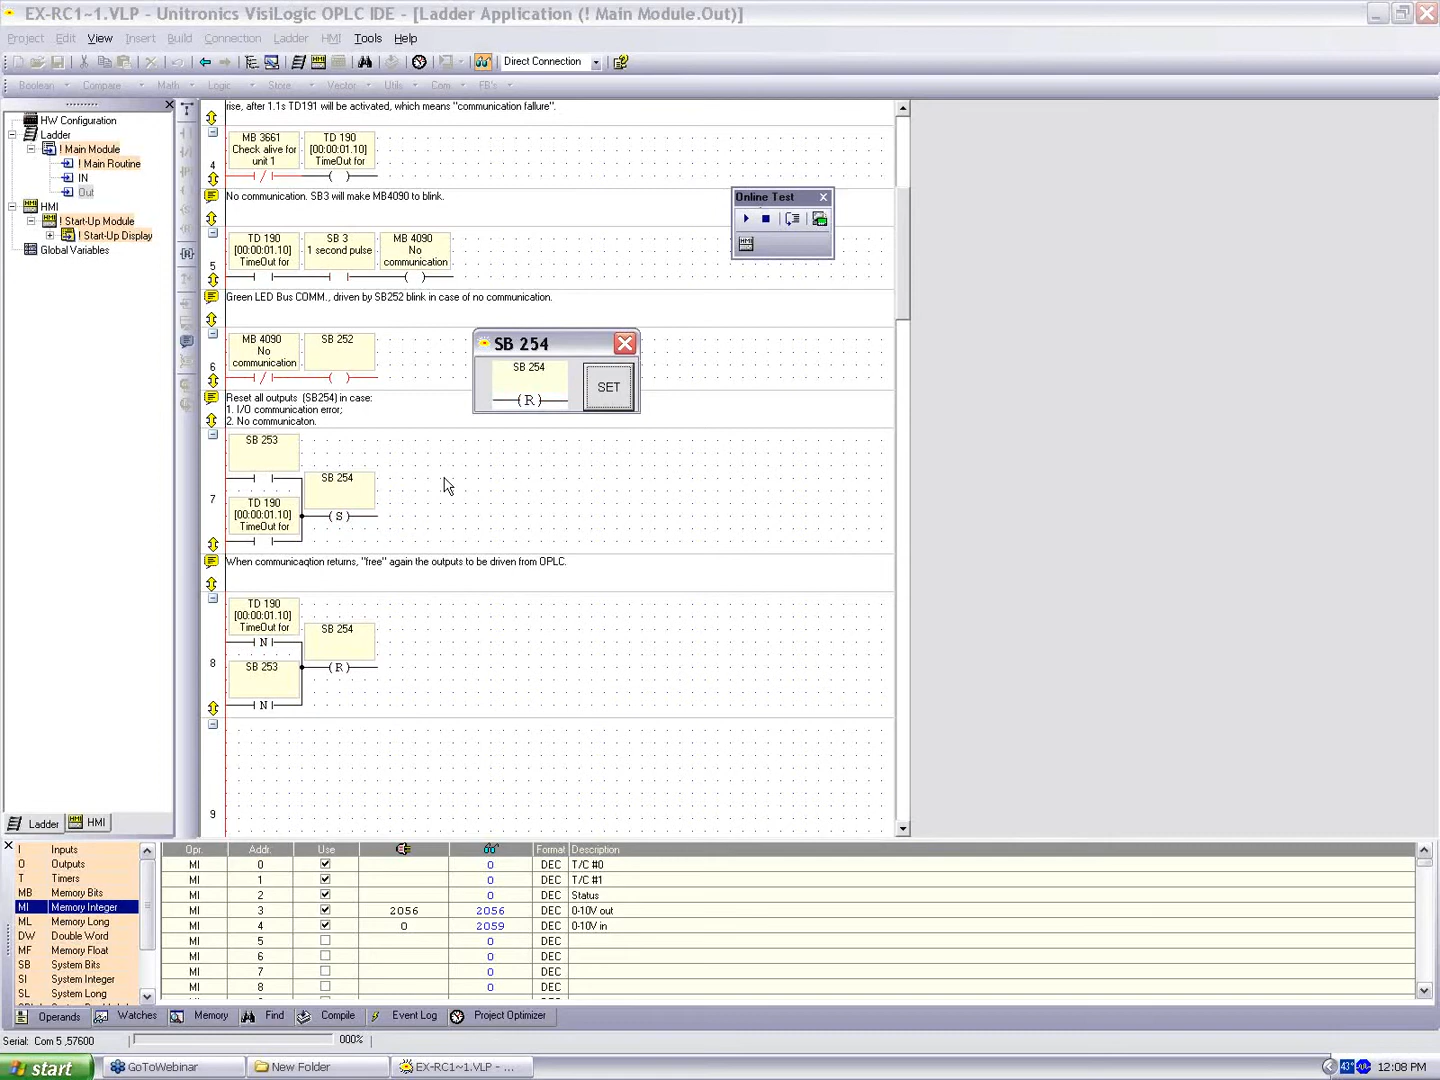 EX-RC1~1.VLP - Unitronics VisiLogic OPLC IDE - [Ladder Application (! Main Module.Out)]
Project Edit View Insert Build Connection Ladder HMI Tools Help
Direct Connection
Boolean Compare Math Logic Store Vector Utils Com FB's
HW Configuration
Ladder
! Main Module
! Main Routine
IN
Out
HMI
! Start-Up Module
! Start-Up Display
Global Variables
Ladder HMI
rise, after 1.1s TD191 will be activated, which means "communication failure".
4
MB 3661
Check alive for
unit 1
TD 190
[00:00:01.10]
TimeOut for
No communication. SB3 will make MB4090 to blink.
5
TD 190
[00:00:01.10]
TimeOut for
SB 3
1 second pulse
MB 4090
No
communication
Green LED Bus COMM., driven by SB252 blink in case of no communication.
6
MB 4090
No
communication
SB 252
Reset all outputs (SB254) in case:
1. I/O communication error;
2. No communicaton.
7
SB 253
SB 254
(S)
TD 190
[00:00:01.10]
TimeOut for
When communicaqtion returns, "free" again the outputs to be driven from OPLC.
8
TD 190
[00:00:01.10]
TimeOut for
N
SB 254
(R)
SB 253
N
9
Online Test
SB 254
SB 254
(R)
SET
I Inputs
O Outputs
T Timers
MB Memory Bits
MI Memory Integer
ML Memory Long
DW Double Word
MF Memory Float
SB System Bits
SI System Integer
SL System Long
Opr. Addr. Use Format Description
MI 0 0 DEC T/C #0
MI 1 0 DEC T/C #1
MI 2 0 DEC Status
MI 3 2056 2056 DEC 0-10V out
MI 4 0 2059 DEC 0-10V in
MI 5 0 DEC
MI 6 0 DEC
MI 7 0 DEC
MI 8 0 DEC
Operands Watches Memory Find Compile Event Log Project Optimizer
Serial: Com 5 ,57600 000%
start GoToWebinar New Folder EX-RC1~1.VLP - ... 43° 12:08 PM